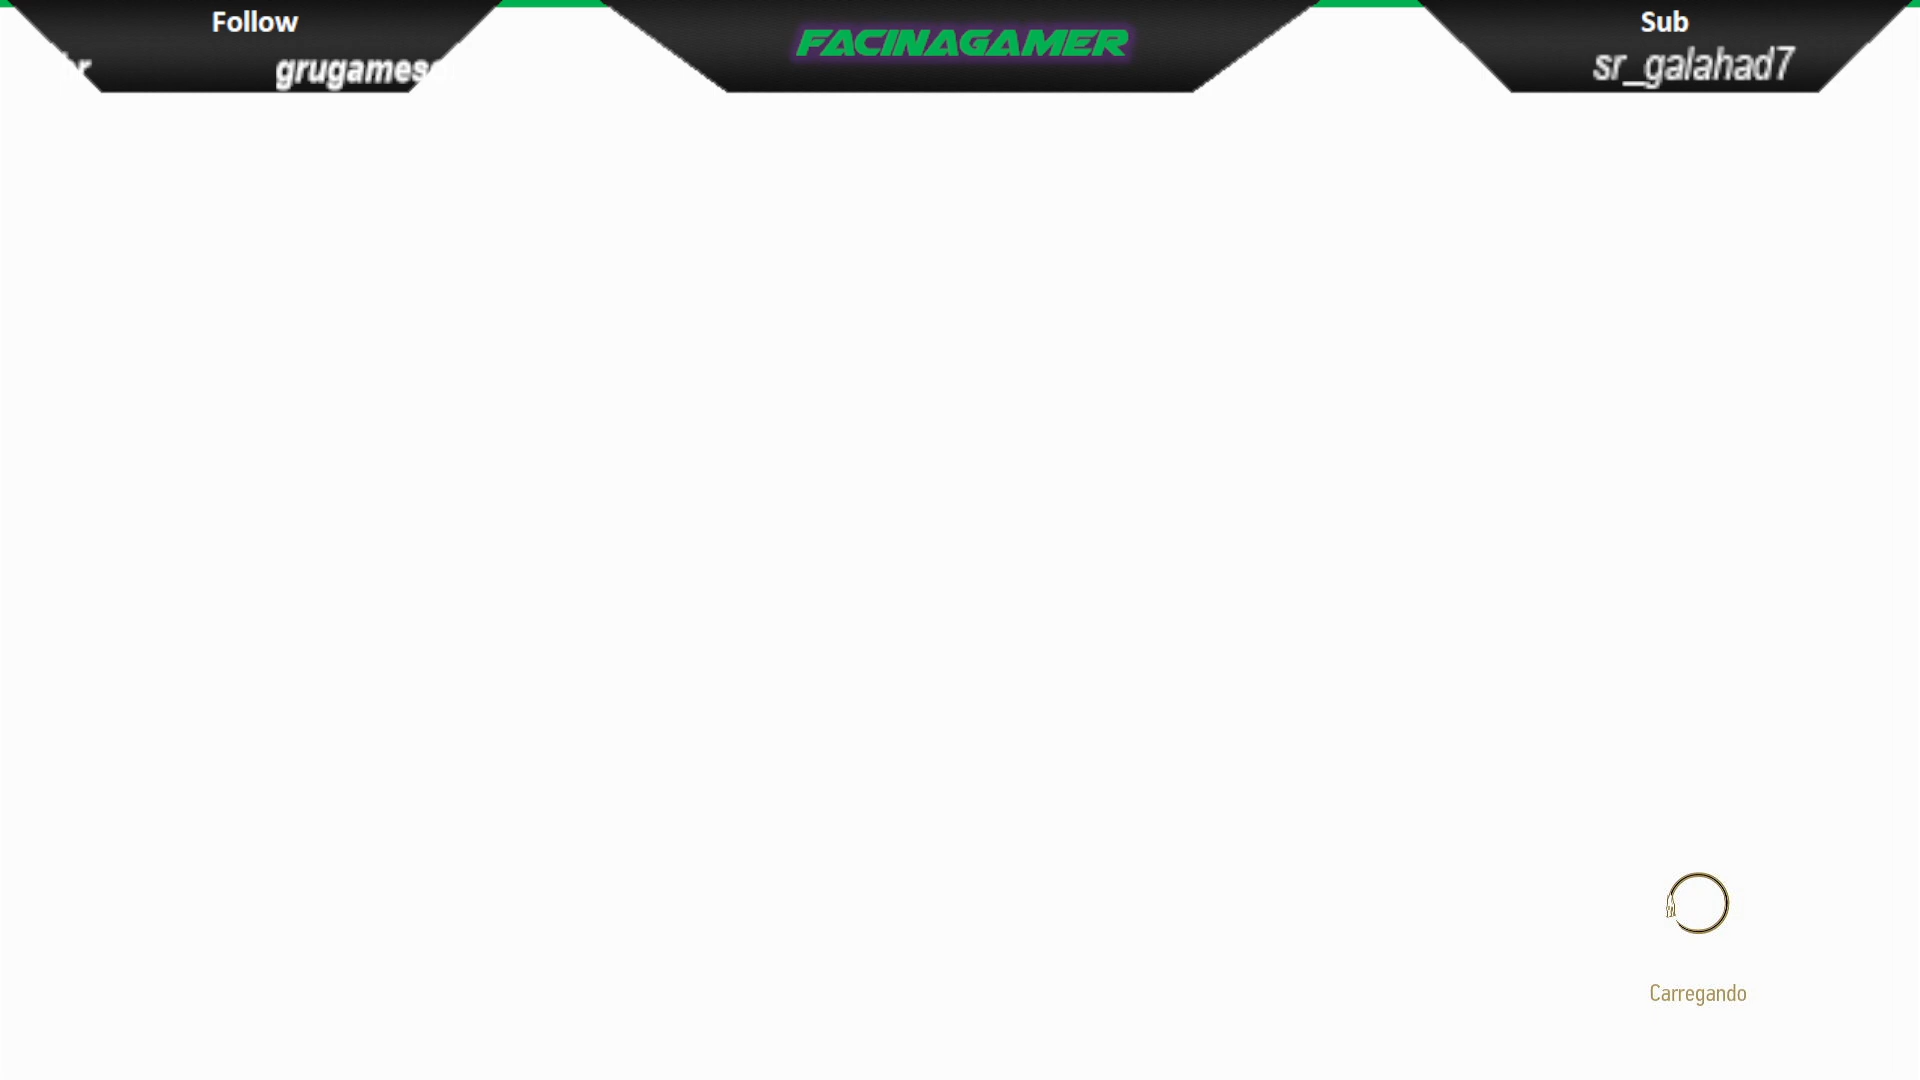 Follow
grugames
FACINAGAMER
Sub
sr_galahad7
Carregando